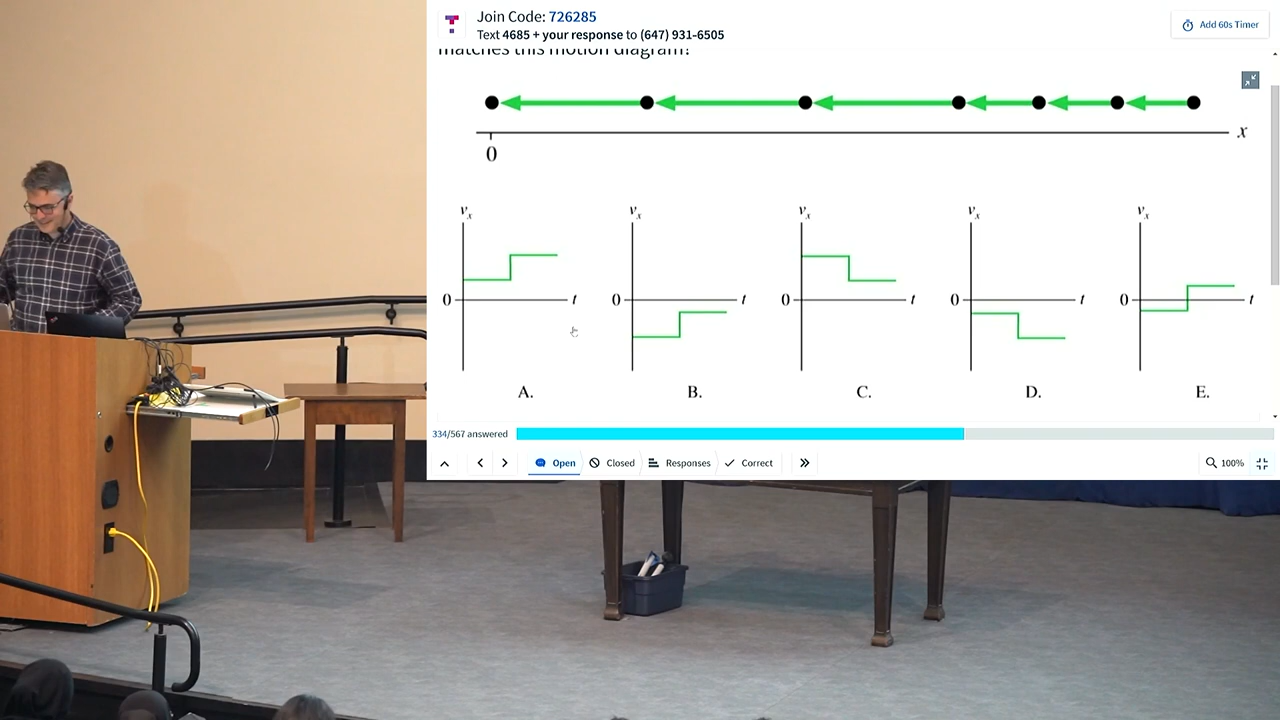 Join Code: 726285
Text 4685 + your response to (647) 931-6505
Add 60s Timer
matches this motion diagram?
x
0
vx vx vx vx vx
0 t 0 t 0 t 0 t 0 t
A. B. C. D. E.
334/567 answered
Open Closed Responses Correct 100%